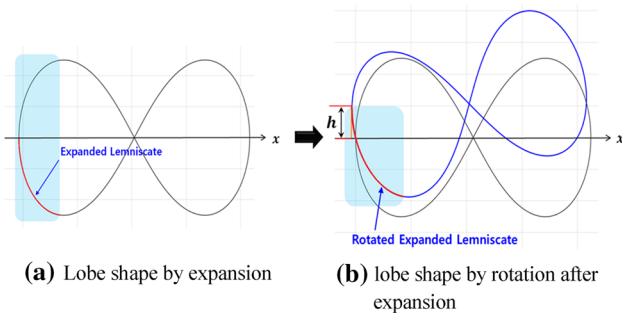 x
Expanded Lemniscate
h
x
Rotated Expanded Lemniscate
(a) Lobe shape by expansion
(b) lobe shape by rotation after
expansion